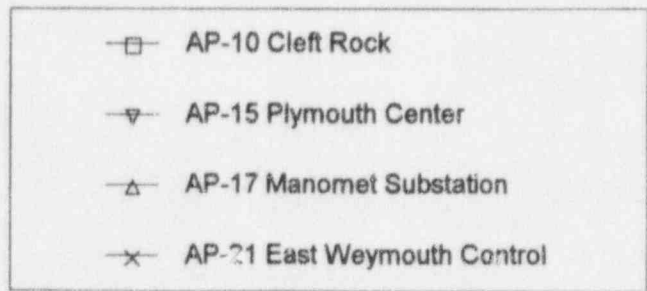 AP-10 Cleft Rock
AP-15 Plymouth Center
AP-17 Manomet Substation
AP-21 East Weymouth Control